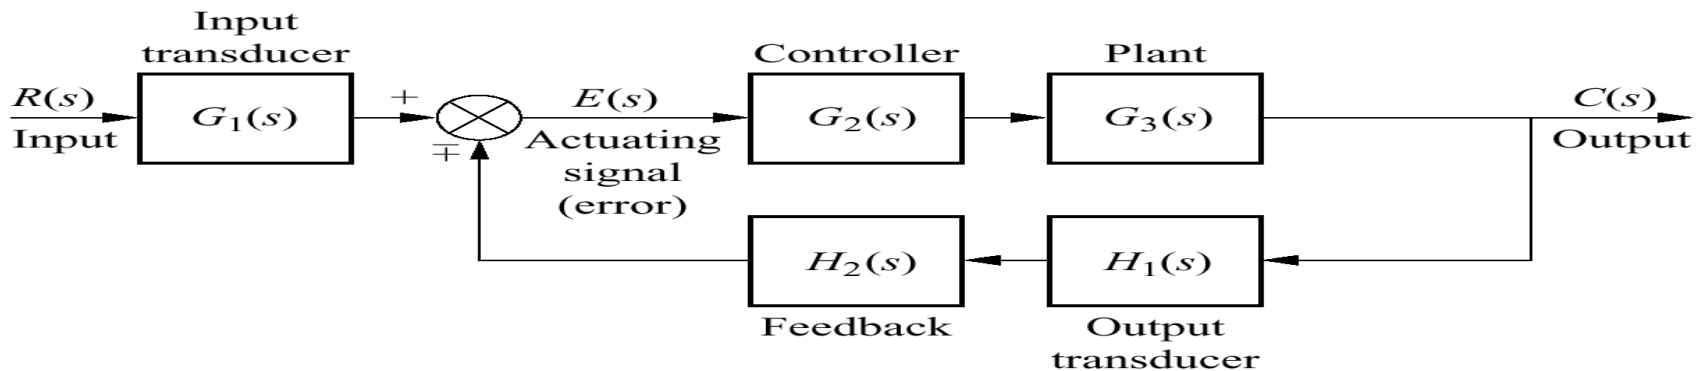 Input
transducer
Controller
Plant
R(s)
Input
G₁(s)
+
∓
E(s)
Actuating
signal
(error)
G₂(s)
G₃(s)
C(s)
Output
H₂(s)
H₁(s)
Feedback
Output
transducer